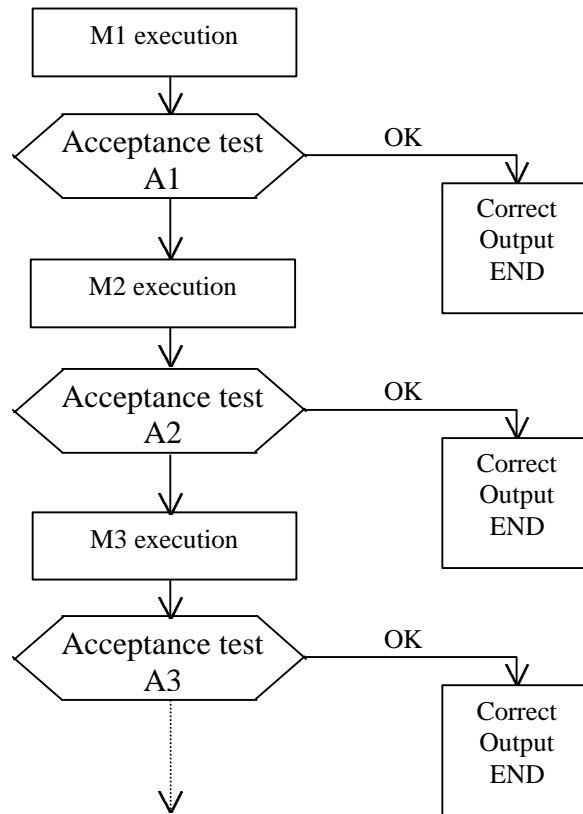 M1 execution
Acceptance test
A1
OK
Correct
Output
END
M2 execution
Acceptance test
A2
OK
Correct
Output
END
M3 execution
Acceptance test
A3
OK
Correct
Output
END